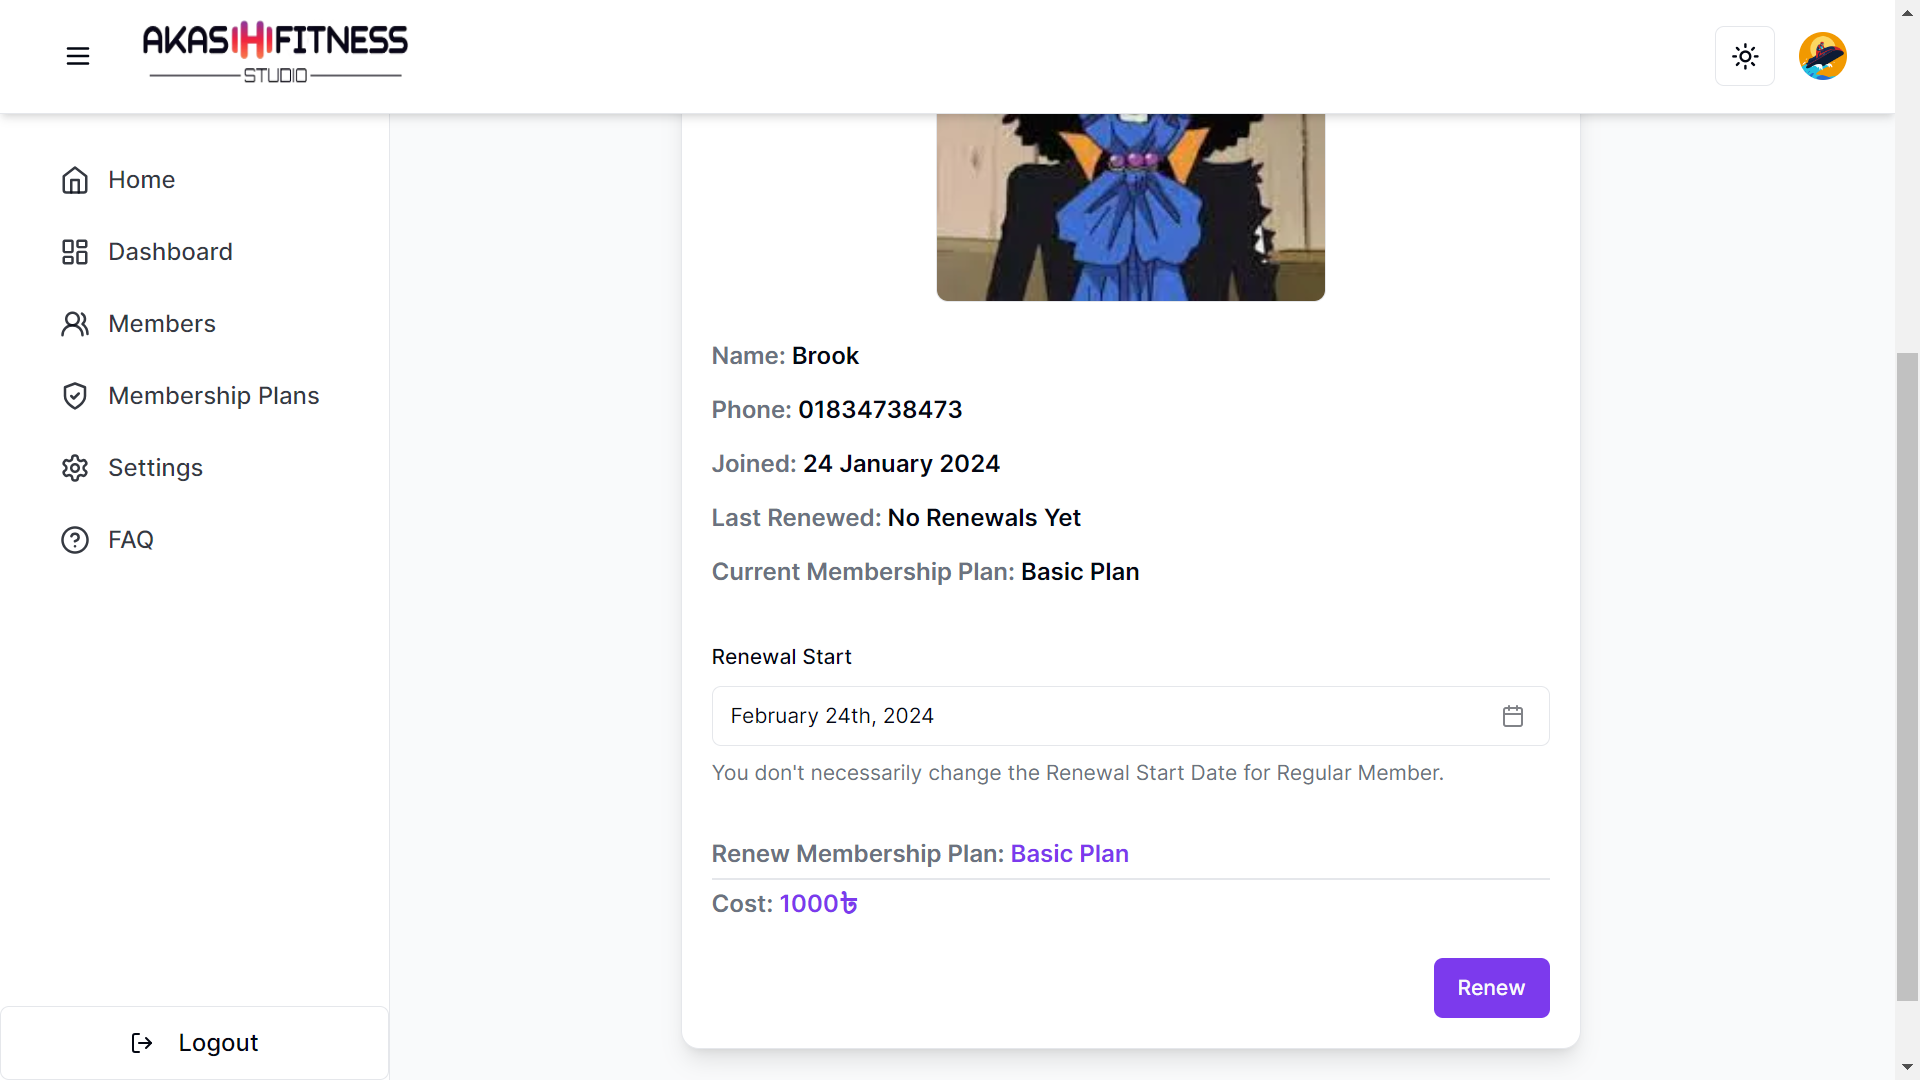 AKASHIFITNESS
STUDIO
Home
Dashboard
Members
Membership Plans
Settings
FAQ
Logout
Name: Brook
Phone: 01834738473
Joined: 24 January 2024
Last Renewed: No Renewals Yet
Current Membership Plan: Basic Plan
Renewal Start
February 24th, 2024
You don't necessarily change the Renewal Start Date for Regular Member.
Renew Membership Plan: Basic Plan
Cost: 1000৳
Renew